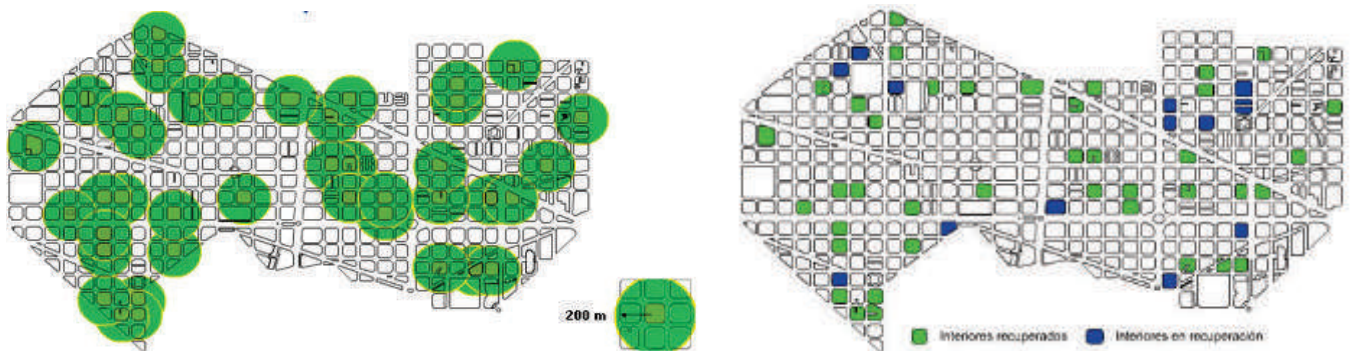 200 m
Interiores recuperados
Interiores en recuperación